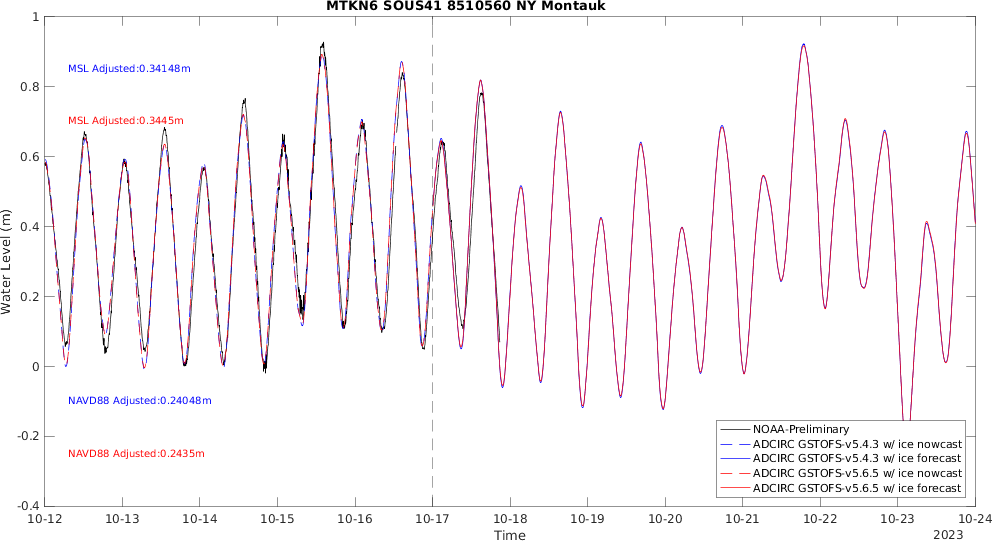 MTKN6 SOUS41 8510560 NY Montauk
1
0.8
0.6
0.4
0.2
0
-0.2
-0.4
Water Level (m)
MSL Adjusted:0.34148m
MSL Adjusted:0.3445m
NAVD88 Adjusted:0.24048m
NAVD88 Adjusted:0.2435m
NOAA-Preliminary
ADCIRC GSTOFS-v5.4.3 w/ ice nowcast
ADCIRC GSTOFS-v5.4.3 w/ ice forecast
ADCIRC GSTOFS-v5.6.5 w/ ice nowcast
ADCIRC GSTOFS-v5.6.5 w/ ice forecast
10-12 10-13 10-14 10-15 10-16 10-17 10-18 10-19 10-20 10-21 10-22 10-23 10-24
Time
2023